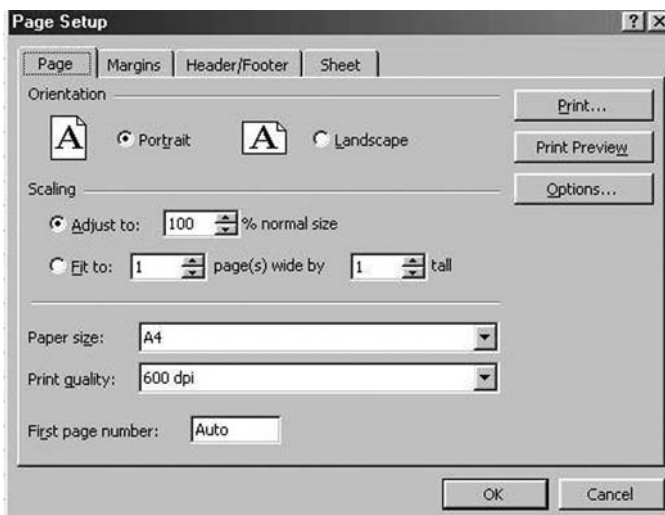 Page Setup ? X
Page Margins Header/Footer Sheet
Orientation
Print...
A Portrait A Landscape
Print Preview
Scaling
Options...
Adjust to: 100 % normal size
Fit to: 1 page(s) wide by 1 tall
Paper size: A4
Print quality: 600 dpi
First page number: Auto
OK Cancel